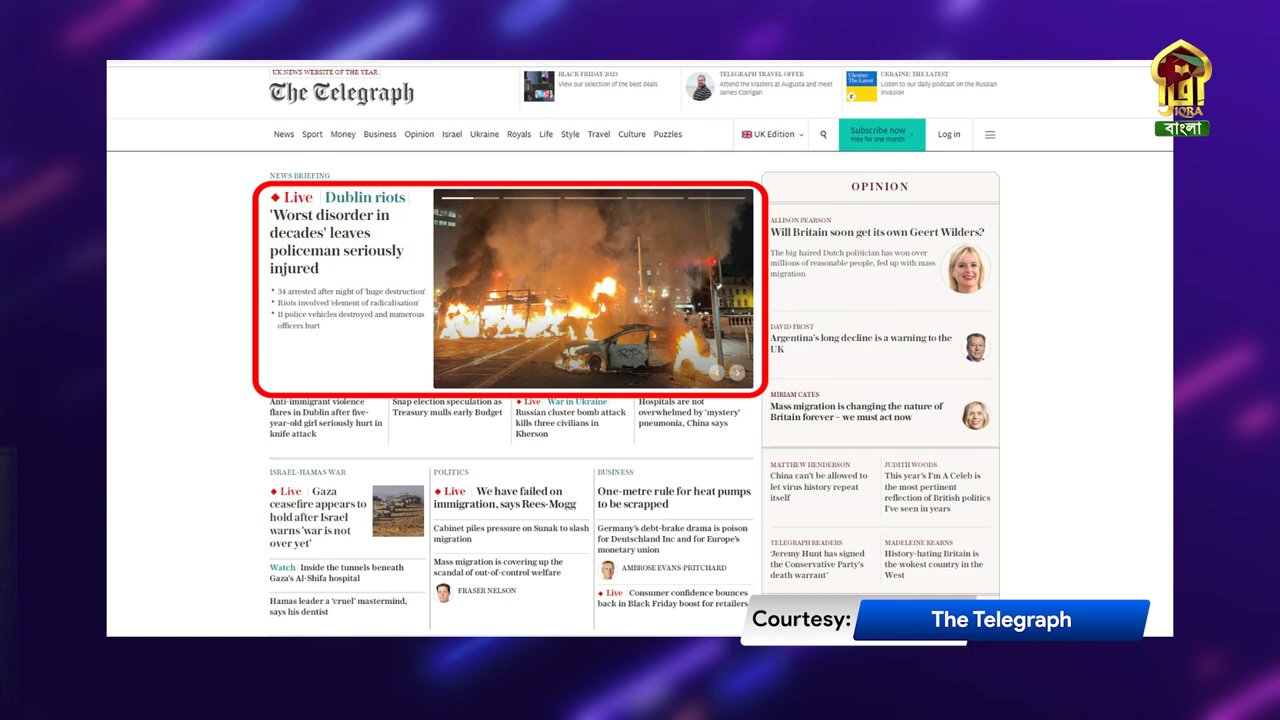 UK NEWS WEBSITE OF THE YEAR
The Telegraph
BLACK FRIDAY 2023
View our selection of the best deals
TELEGRAPH TRAVEL OFFER
Attend the Masters at Augusta and meet
James Corrigan
Ukraine:
The Latest
UKRAINE: THE LATEST
Listen to our daily podcast on the Russian
invasion
IQRA
বাংলা
News Sport Money Business Opinion Israel Ukraine Royals Life Style Travel Culture Puzzles
UK Edition
Subscribe now
Free for one month
Log in
NEWS BRIEFING
Live Dublin riots
'Worst disorder in
decades' leaves
policeman seriously
injured
34 arrested after night of 'huge destruction'
Riots involved 'element of radicalisation'
11 police vehicles destroyed and numerous
officers hurt
Anti-immigrant violence
flares in Dublin after five-
year-old girl seriously hurt in
knife attack
Snap election speculation as
Treasury mulls early Budget
Live War in Ukraine
Russian cluster bomb attack
kills three civilians in
Kherson
Hospitals are not
overwhelmed by 'mystery'
pneumonia, China says
OPINION
ALLISON PEARSON
Will Britain soon get its own Geert Wilders?
The big haired Dutch politician has won over
millions of reasonable people, fed up with mass
migration
DAVID FROST
Argentina's long decline is a warning to the
UK
MIRIAM CATES
Mass migration is changing the nature of
Britain forever – we must act now
MATTHEW HENDERSON
China can't be allowed to
let virus history repeat
itself
JUDITH WOODS
This year's I'm A Celeb is
the most pertinent
reflection of British politics
I've seen in years
TELEGRAPH READERS
'Jeremy Hunt has signed
the Conservative Party's
death warrant'
MADELEINE KEARNS
History-hating Britain is
the wokest country in the
West
ISRAEL-HAMAS WAR
Live Gaza
ceasefire appears to
hold after Israel
warns 'war is not
over yet'
Watch Inside the tunnels beneath
Gaza's Al-Shifa hospital
Hamas leader a 'cruel' mastermind,
says his dentist
POLITICS
Live We have failed on
immigration, says Rees-Mogg
Cabinet piles pressure on Sunak to slash
migration
Mass migration is covering up the
scandal of out-of-control welfare
FRASER NELSON
BUSINESS
One-metre rule for heat pumps
to be scrapped
Germany's debt-brake drama is poison
for Deutschland Inc and for Europe's
monetary union
AMBROSE EVANS-PRITCHARD
Live Consumer confidence bounces
back in Black Friday boost for retailers
Courtesy: The Telegraph